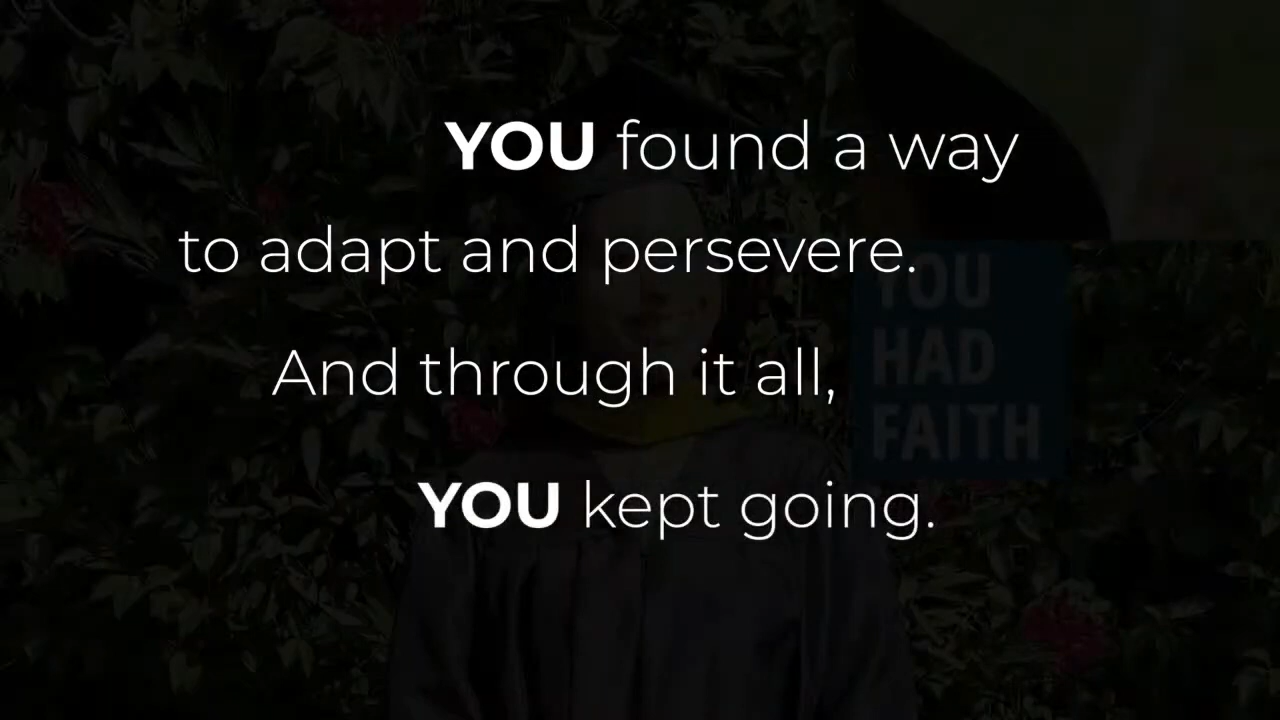 YOU found a way
to adapt and persevere.
And through it all,
YOU kept going.
YOU
HAD
FAITH